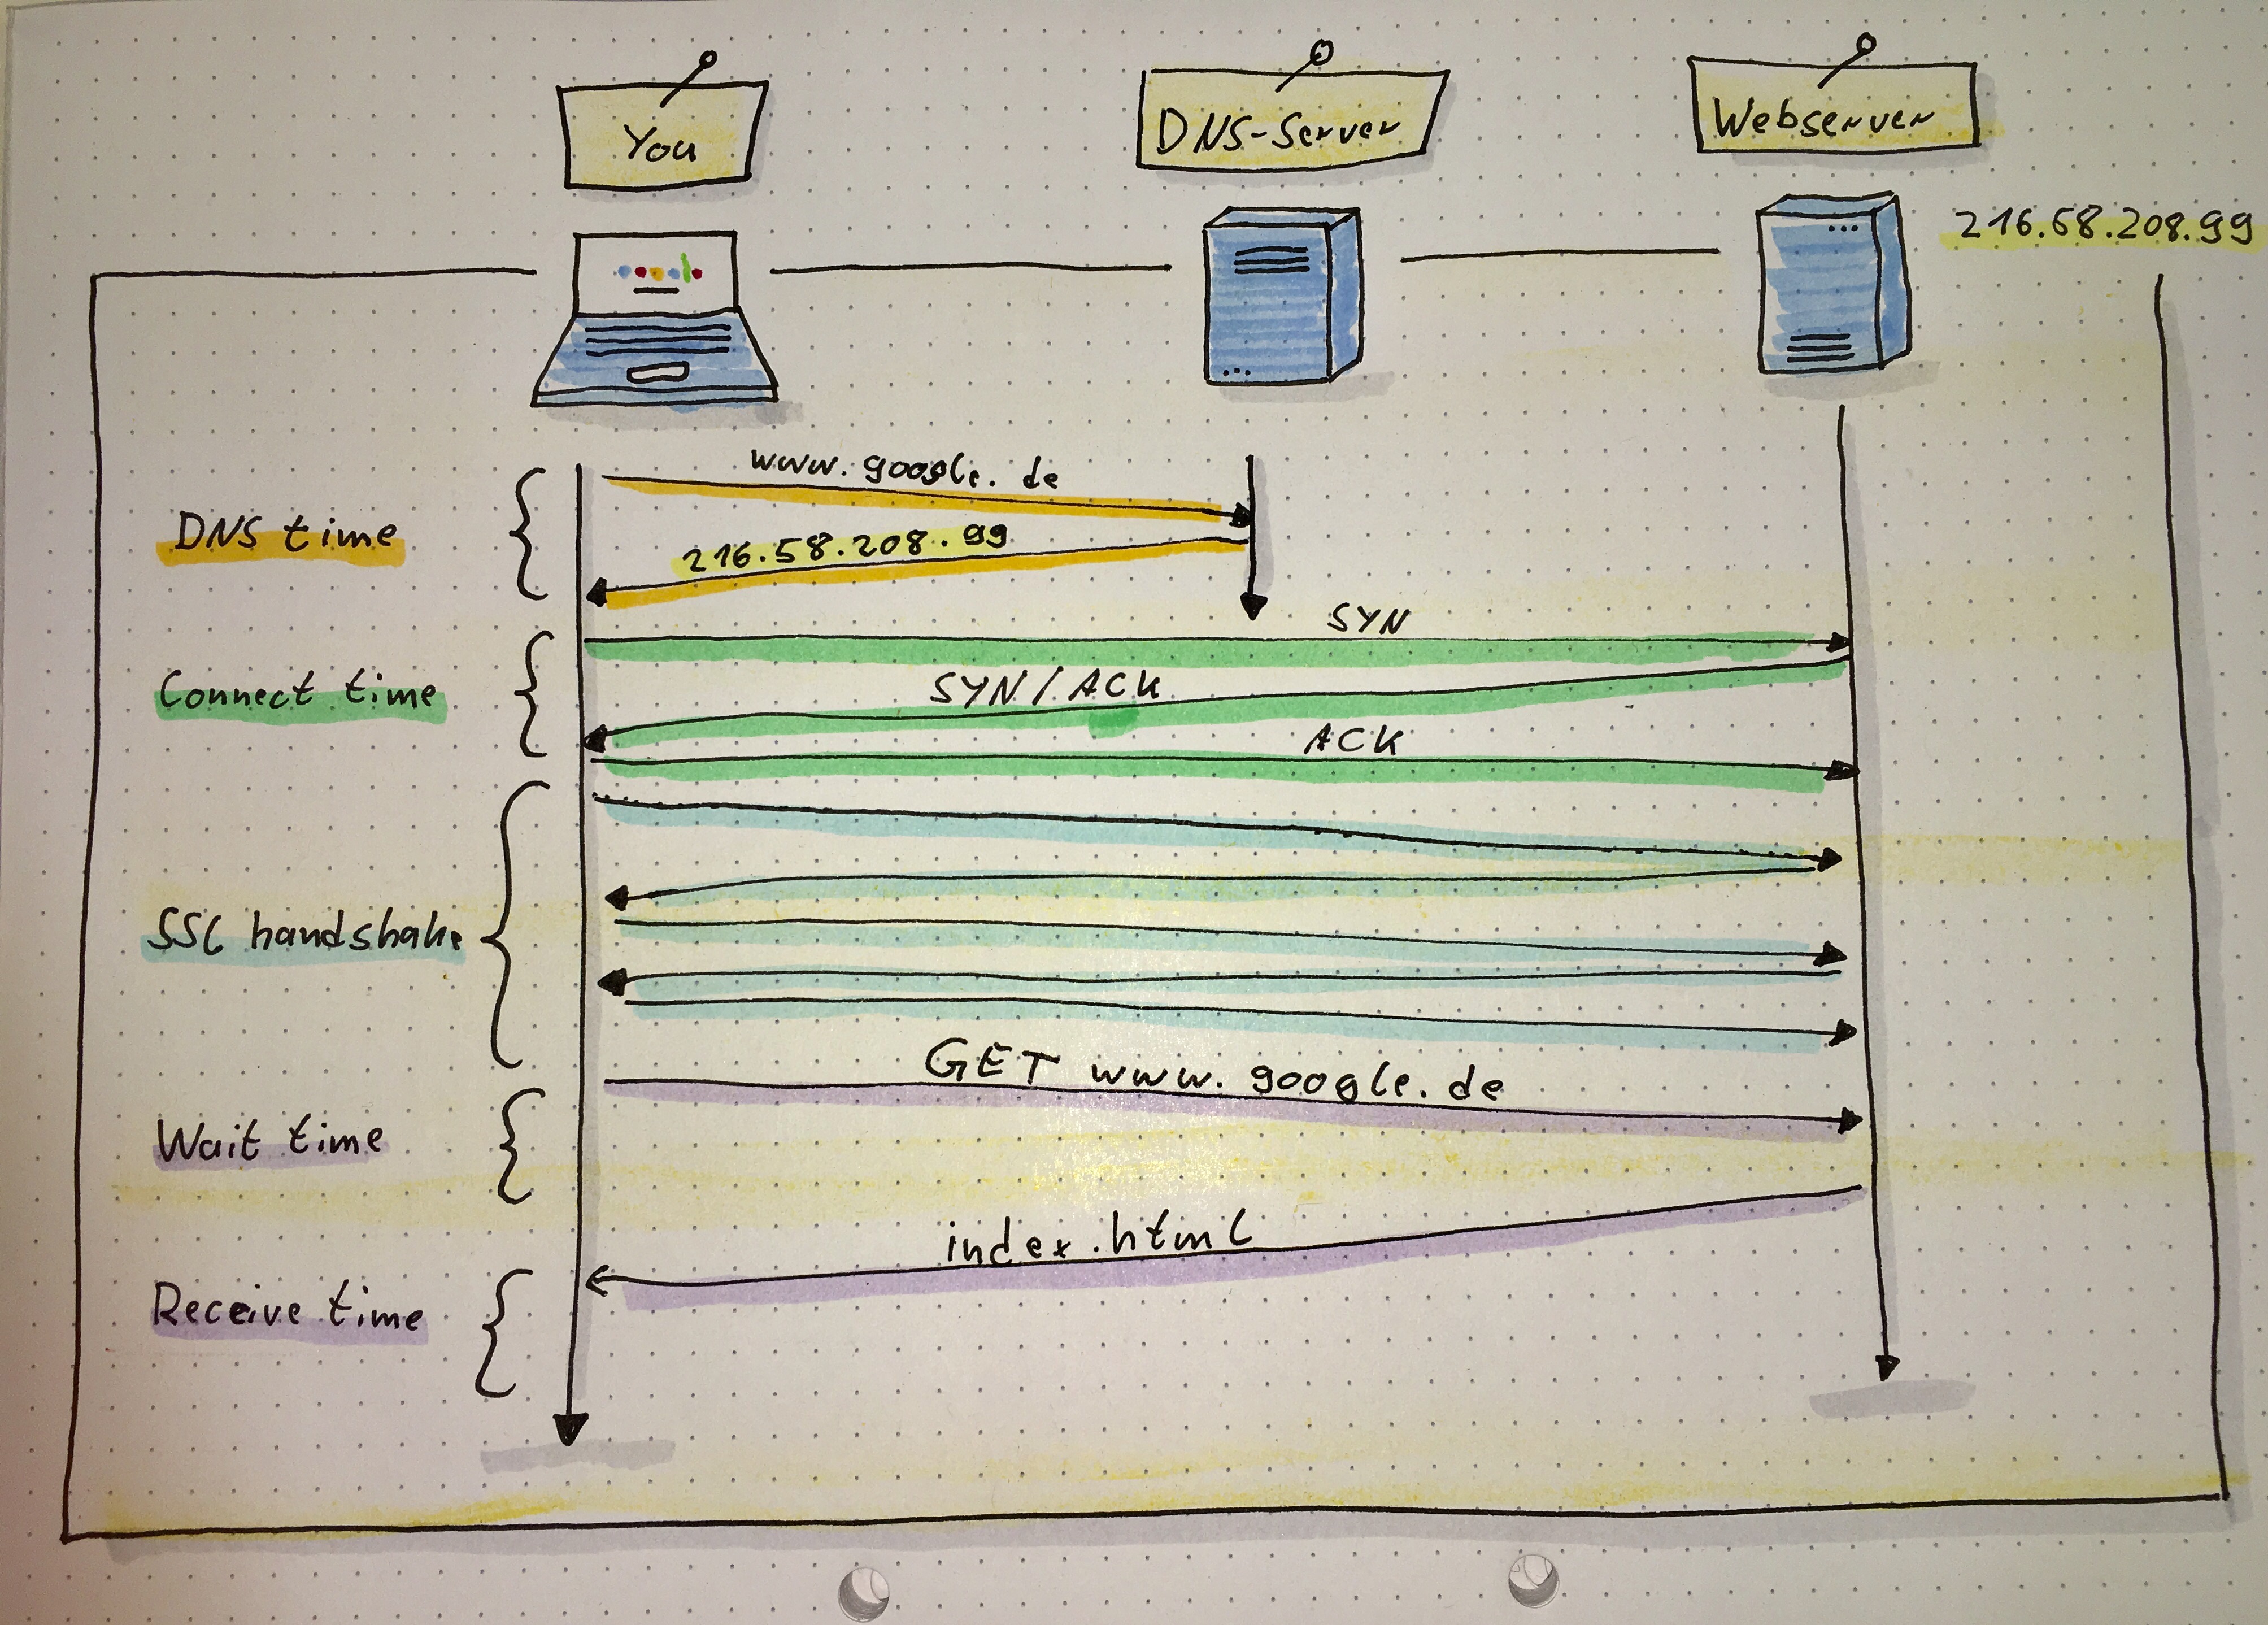 You
DNS-Server
Webserver
216.58.208.99
www.google.de
DNS time
216.58.208.99
SYN
Connect time
SYN/ACK
ACK
SSL handshake
GET www.google.de
Wait time
index.html
Receive time